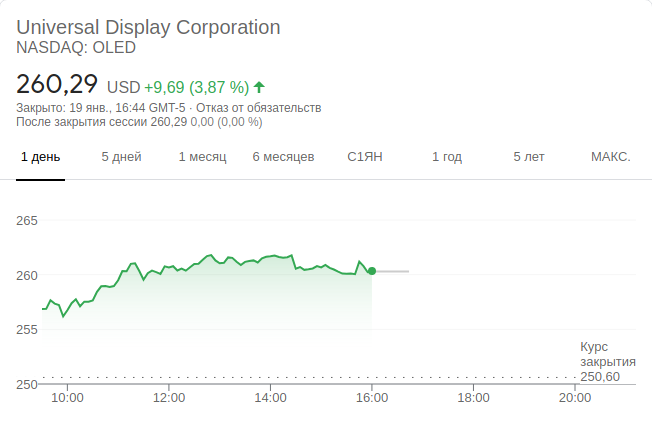 Universal Display Corporation
NASDAQ: OLED
260,29 USD +9,69 (3,87 %)
Закрыто: 19 янв., 16:44 GMT-5 · Отказ от обязательств
После закрытия сессии 260,29 0,00 (0,00 %)
1 день 5 дней 1 месяц 6 месяцев С1ЯН 1 год 5 лет МАКС.
265
260
255
Курс
закрытия
250,60
250
10:00 12:00 14:00 16:00 18:00 20:00